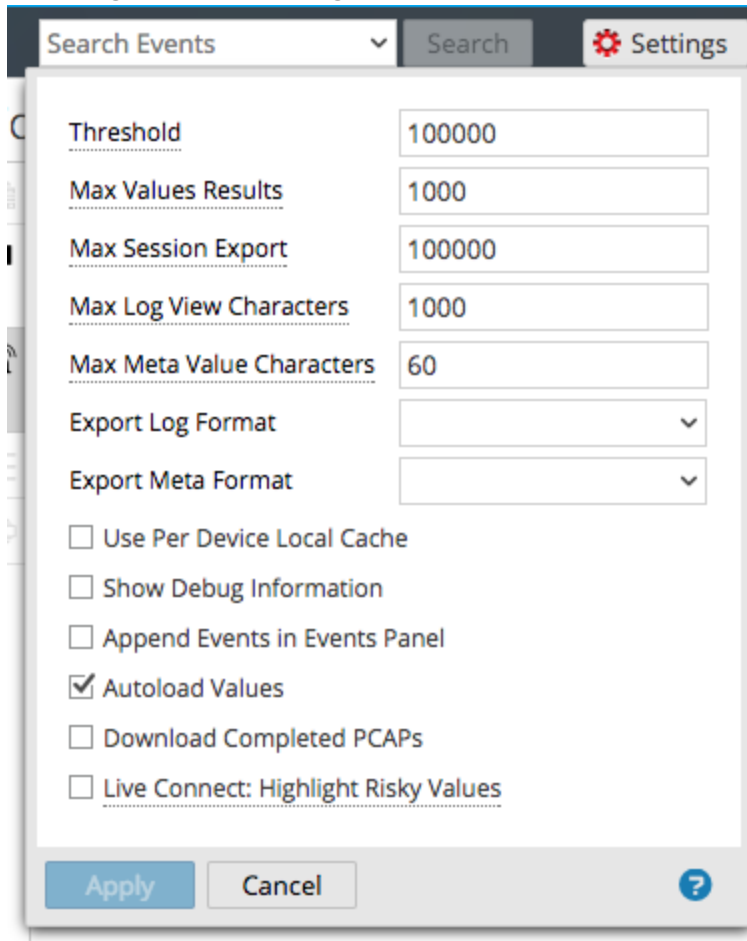 Search Events
Search
Settings
Threshold
100000
Max Values Results
1000
Max Session Export
100000
Max Log View Characters
1000
Max Meta Value Characters
60
Export Log Format
Export Meta Format
Use Per Device Local Cache
Show Debug Information
Append Events in Events Panel
Autoload Values
Download Completed PCAPs
Live Connect: Highlight Risky Values
Apply
Cancel
?